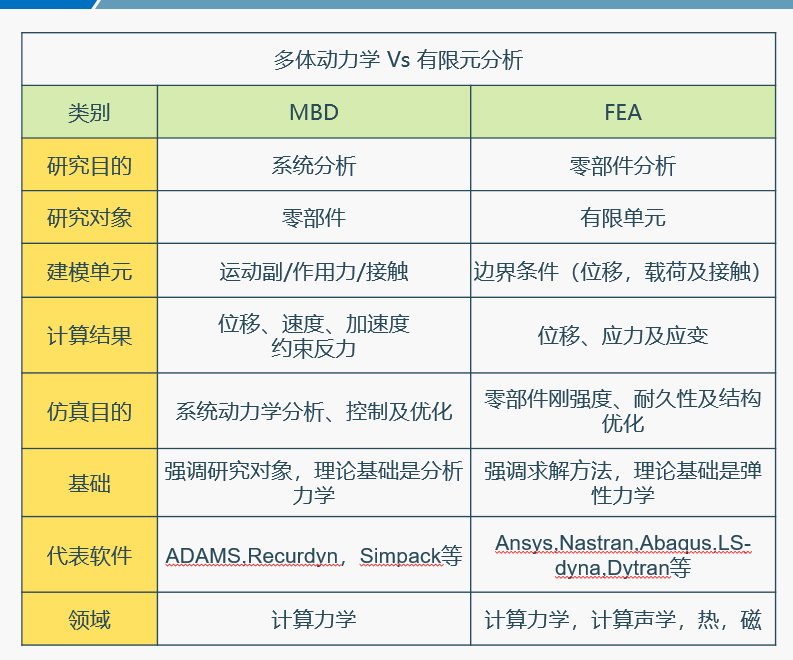 多体动力学 Vs 有限元分析
类别 MBD FEA
研究目的 系统分析 零部件分析
研究对象 零部件 有限单元
建模单元 运动副/作用力/接触 边界条件（位移，载荷及接触）
计算结果 位移、速度、加速度
约束反力 位移、应力及应变
仿真目的 系统动力学分析、控制及优化 零部件刚强度、耐久性及结构
优化
基础 强调研究对象，理论基础是分析
力学 强调求解方法，理论基础是弹
性力学
代表软件 ADAMS,Recurdyn，Simpack等 Ansys,Nastran,Abaqus,LS-
dyna,Dytran等
领域 计算力学 计算力学，计算声学，热，磁